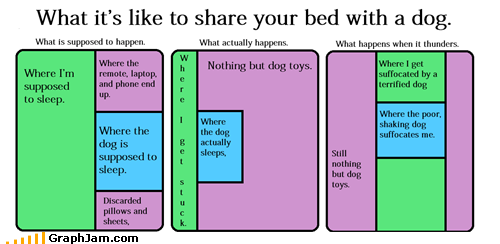 What it's like to share your bed with a dog.
What is supposed to happen.
Where I'm
supposed
to sleep.
Where the
remote, laptop,
and phone end
up.
Where the
dog is
supposed to
sleep.
Discarded
pillows and
sheets,
What actually happens.
Where I get stuck.
Nothing but dog toys.
Where
the dog
actually
sleeps,
What happens when it thunders.
Where I get
suffocated by a
terrified dog
Where the poor,
shaking dog
suffocates me.
Still
nothing
but dog
toys.
GraphJam.com